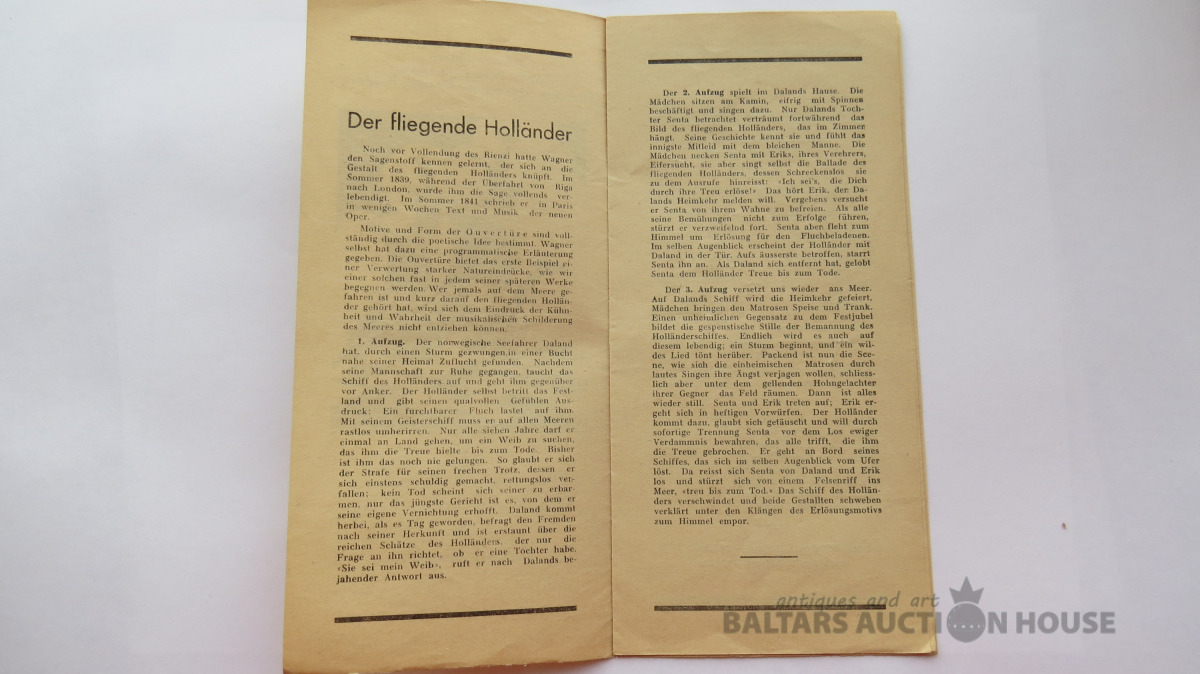 Der fliegende Holländer
Noch vor Vollendung des Rienzi hatte Wagner
den Sagenstoff kennen gelernt, der sich an die
Gestalt des fliegenden Holländers knüpft. Im
Sommer 1839, während der Überfahrt von Riga
nach London, wurde ihm die Sage vollends ver-
lebendigt. Im Sommer 1841 schrieb er in Paris
in wenigen Wochen Text und Musik der neuen
Oper.
Motive und Form der Ouvertüre sind voll-
ständig durch die poetische Idee bestimmt. Wagner
selbst hat dazu eine programmatische Erläuterung
gegeben. Die Ouvertüre bietet das erste Beispiel ei-
ner Verwertung starker Natureindrücke, wie wir
einer solchen fast in jedem seiner späteren Werke
begegnen werden. Wer jemals auf dem Meere ge-
fahren ist und kurz darauf den fliegenden Hollän-
der gehört hat, wird sich dem Eindruck der Kühn-
heit und Wahrheit der musikalischen Schilderung
des Meeres nicht entziehen können.
1. Aufzug. Der norwegische Seefahrer Daland
hat, durch einen Sturm gezwungen, in einer Bucht
nahe seiner Heimat Zuflucht gefunden. Nachdem
seine Mannschaft zur Ruhe gegangen, taucht das
Schiff des Holländers auf und geht ihm gegenüber
vor Anker. Der Holländer selbst betritt das Fest-
land und gibt seinen qualvollen Gefühlen Aus-
druck: Ein furchtbarer Fluch lastet auf ihm.
Mit seinem Geisterschiff muss er auf allen Meeren
rastlos umherirren. Nur alle sieben Jahre darf er
einmal an Land gehen, um ein Weib zu suchen,
das ihm die Treue hielte bis zum Tode. Bisher
ist ihm das noch nie gelungen. So glaubt er sich
der Strafe für seinen frechen Trotz, dessen er
sich einstens schuldig gemacht, rettungslos ver-
fallen; kein Tod scheint sich seiner zu erbar-
men, nur das jüngste Gericht ist es, von dem er
seine eigene Vernichtung erhofft. Daland kommt
herbei, als es Tag geworden, befragt den Fremden
nach seiner Herkunft und ist erstaunt über die
reichen Schätze des Holländers, der nur die
Frage an ihn richtet, ob er eine Tochter habe.
«Sie sei mein Weib», ruft er nach Dalands be-
jahender Antwort aus.
Der 2. Aufzug spielt im Dalands Hause. Die
Mädchen sitzen am Kamin, eifrig mit Spinnen
beschäftigt und singen dazu. Nur Dalands Toch-
ter Senta betrachtet verträumt fortwährend das
Bild des fliegenden Holländers, das im Zimmer
hängt. Seine Geschichte kennt sie und fühlt das
innigste Mitleid mit dem bleichen Manne. Die
Mädchen necken Senta mit Eriks, ihres Verehrers,
Eifersucht, sie aber singt selbst die Ballade des
fliegenden Holländers, dessen Schreckenslos sie
zu dem Ausrufe hinreisst: «Ich sei's, die Dich
durch ihre Treu erlöse!» Das hört Erik, der Da-
lands Heimkehr melden will. Vergebens versucht
er Senta von ihrem Wahne zu befreien. Als alle
seine Bemühungen nicht zum Erfolge führen,
stürzt er verzweifelnd fort. Senta aber fleht zum
Himmel um Erlösung für den Fluchbeladenen.
Im selben Augenblick erscheint der Holländer mit
Daland in der Tür. Aufs äusserste betroffen, starrt
Senta ihn an. Als Daland sich entfernt hat, gelobt
Senta dem Holländer Treue bis zum Tode.
Der 3. Aufzug versetzt uns wieder ans Meer.
Auf Dalands Schiff wird die Heimkehr gefeiert,
Mädchen bringen den Matrosen Speise und Trank.
Einen unheimlichen Gegensatz zu dem Festjubel
bildet die gespenstische Stille der Bemannung des
Holländerschiffes. Endlich wird es auch auf
diesem lebendig; ein Sturm beginnt, und ein wil-
des Lied tönt herüber. Packend ist nun die Sce-
ne, wie sich die einheimischen Matrosen durch
lautes Singen ihre Angst verjagen wollen, schliess-
lich aber unter dem gellenden Hohngelachter
ihrer Gegner das Feld räumen. Dann ist alles
wieder still. Senta und Erik treten auf; Erik er-
geht sich in heftigen Vorwürfen. Der Holländer
kommt dazu, glaubt sich getäuscht und will durch
sofortige Trennung Senta vor dem Los ewiger
Verdammnis bewahren, das alle trifft, die ihm
die Treue gebrochen. Er geht an Bord seines
Schiffes, das sich im selben Augenblick vom Ufer
los Da reisst sich Senta von Daland und Erik
los und stürzt sich von einem Felsenriff ins
Meer, «treu bis zum Tod.» Das Schiff des Hollän-
ders verschwindet und beide Gestallten schweben
verklärt unter den Klängen des Erlösungsmotivs
zum Himmel empor.
antiques and art
BALTARS AUCTION HOUSE